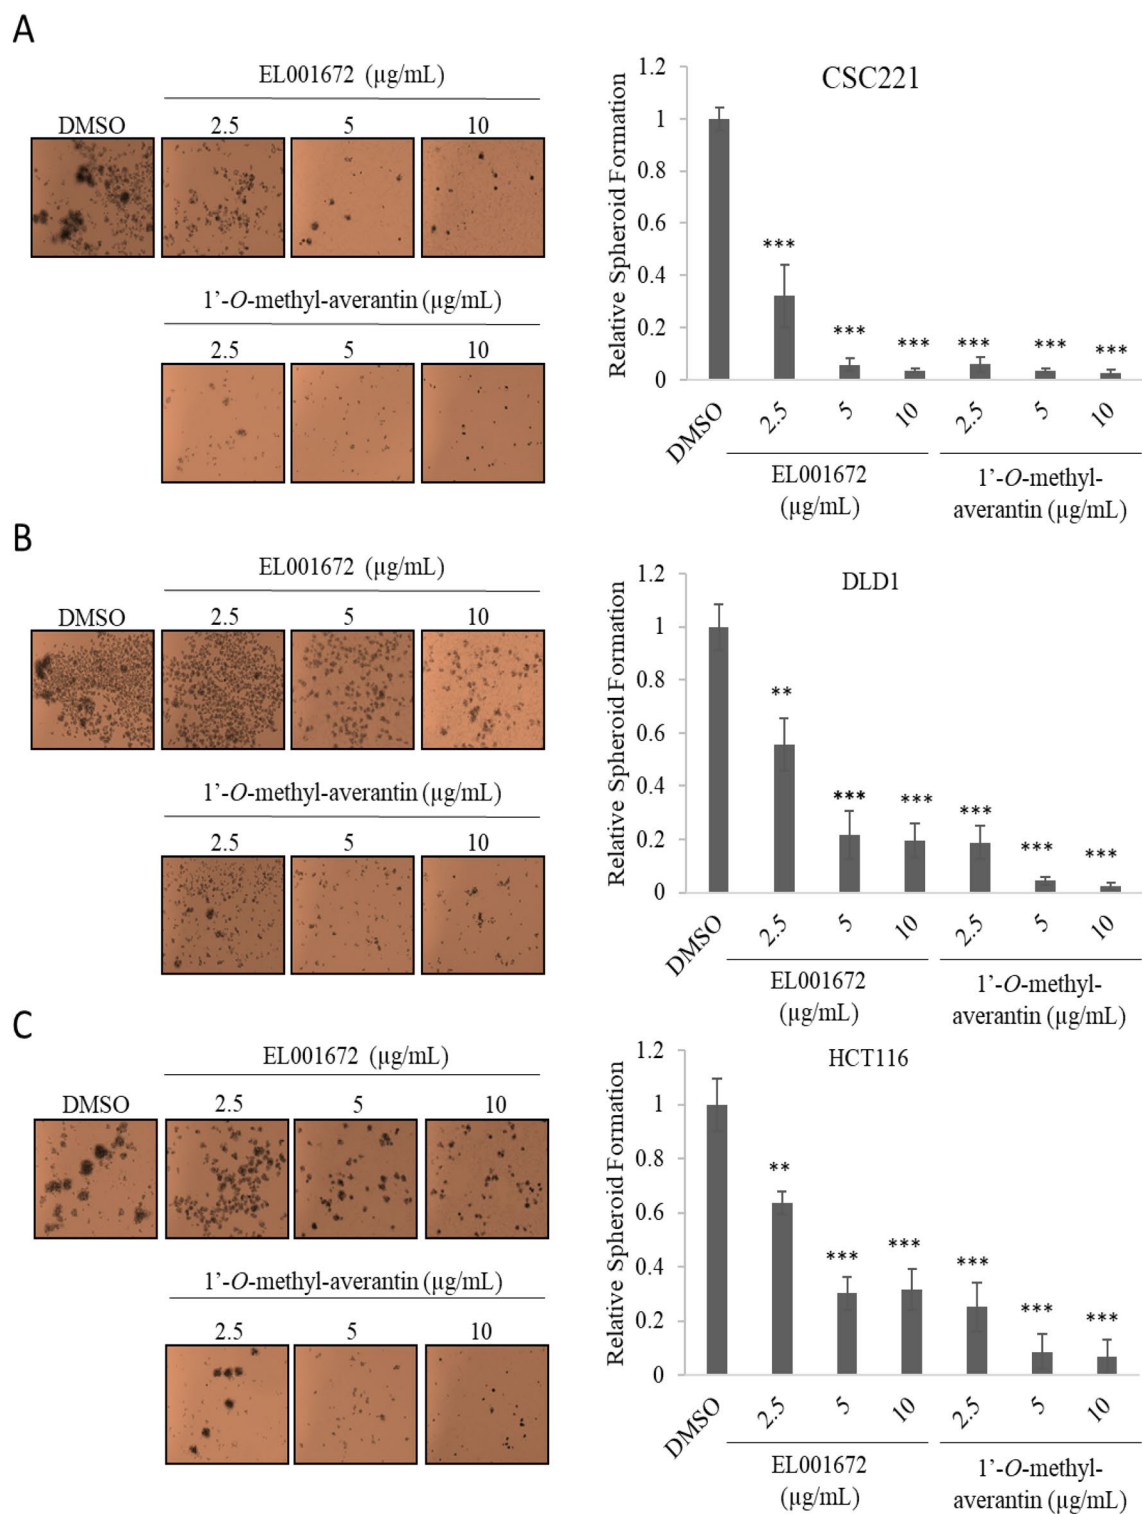 A
EL001672 (µg/mL)
DMSO 2.5 5 10
1'-O-methyl-averantin (µg/mL)
2.5 5 10
CSC221
Relative Spheroid Formation
1.2
1
0.8
0.6
0.4
0.2
0
*** *** *** *** *** ***
DMSO 2.5 5 10 2.5 5 10
EL001672
(µg/mL)
1'-O-methyl-
averantin (µg/mL)
B
EL001672 (µg/mL)
DMSO 2.5 5 10
1'-O-methyl-averantin (µg/mL)
2.5 5 10
DLD1
Relative Spheroid Formation
1.2
1
0.8
0.6
0.4
0.2
0
** *** *** *** *** ***
DMSO 2.5 5 10 2.5 5 10
EL001672
(µg/mL)
1'-O-methyl-
averantin (µg/mL)
C
EL001672 (µg/mL)
DMSO 2.5 5 10
1'-O-methyl-averantin (µg/mL)
2.5 5 10
HCT116
Relative Spheroid Formation
1.2
1
0.8
0.6
0.4
0.2
0
** *** *** *** *** ***
DMSO 2.5 5 10 2.5 5 10
EL001672
(µg/mL)
1'-O-methyl-
averantin (µg/mL)